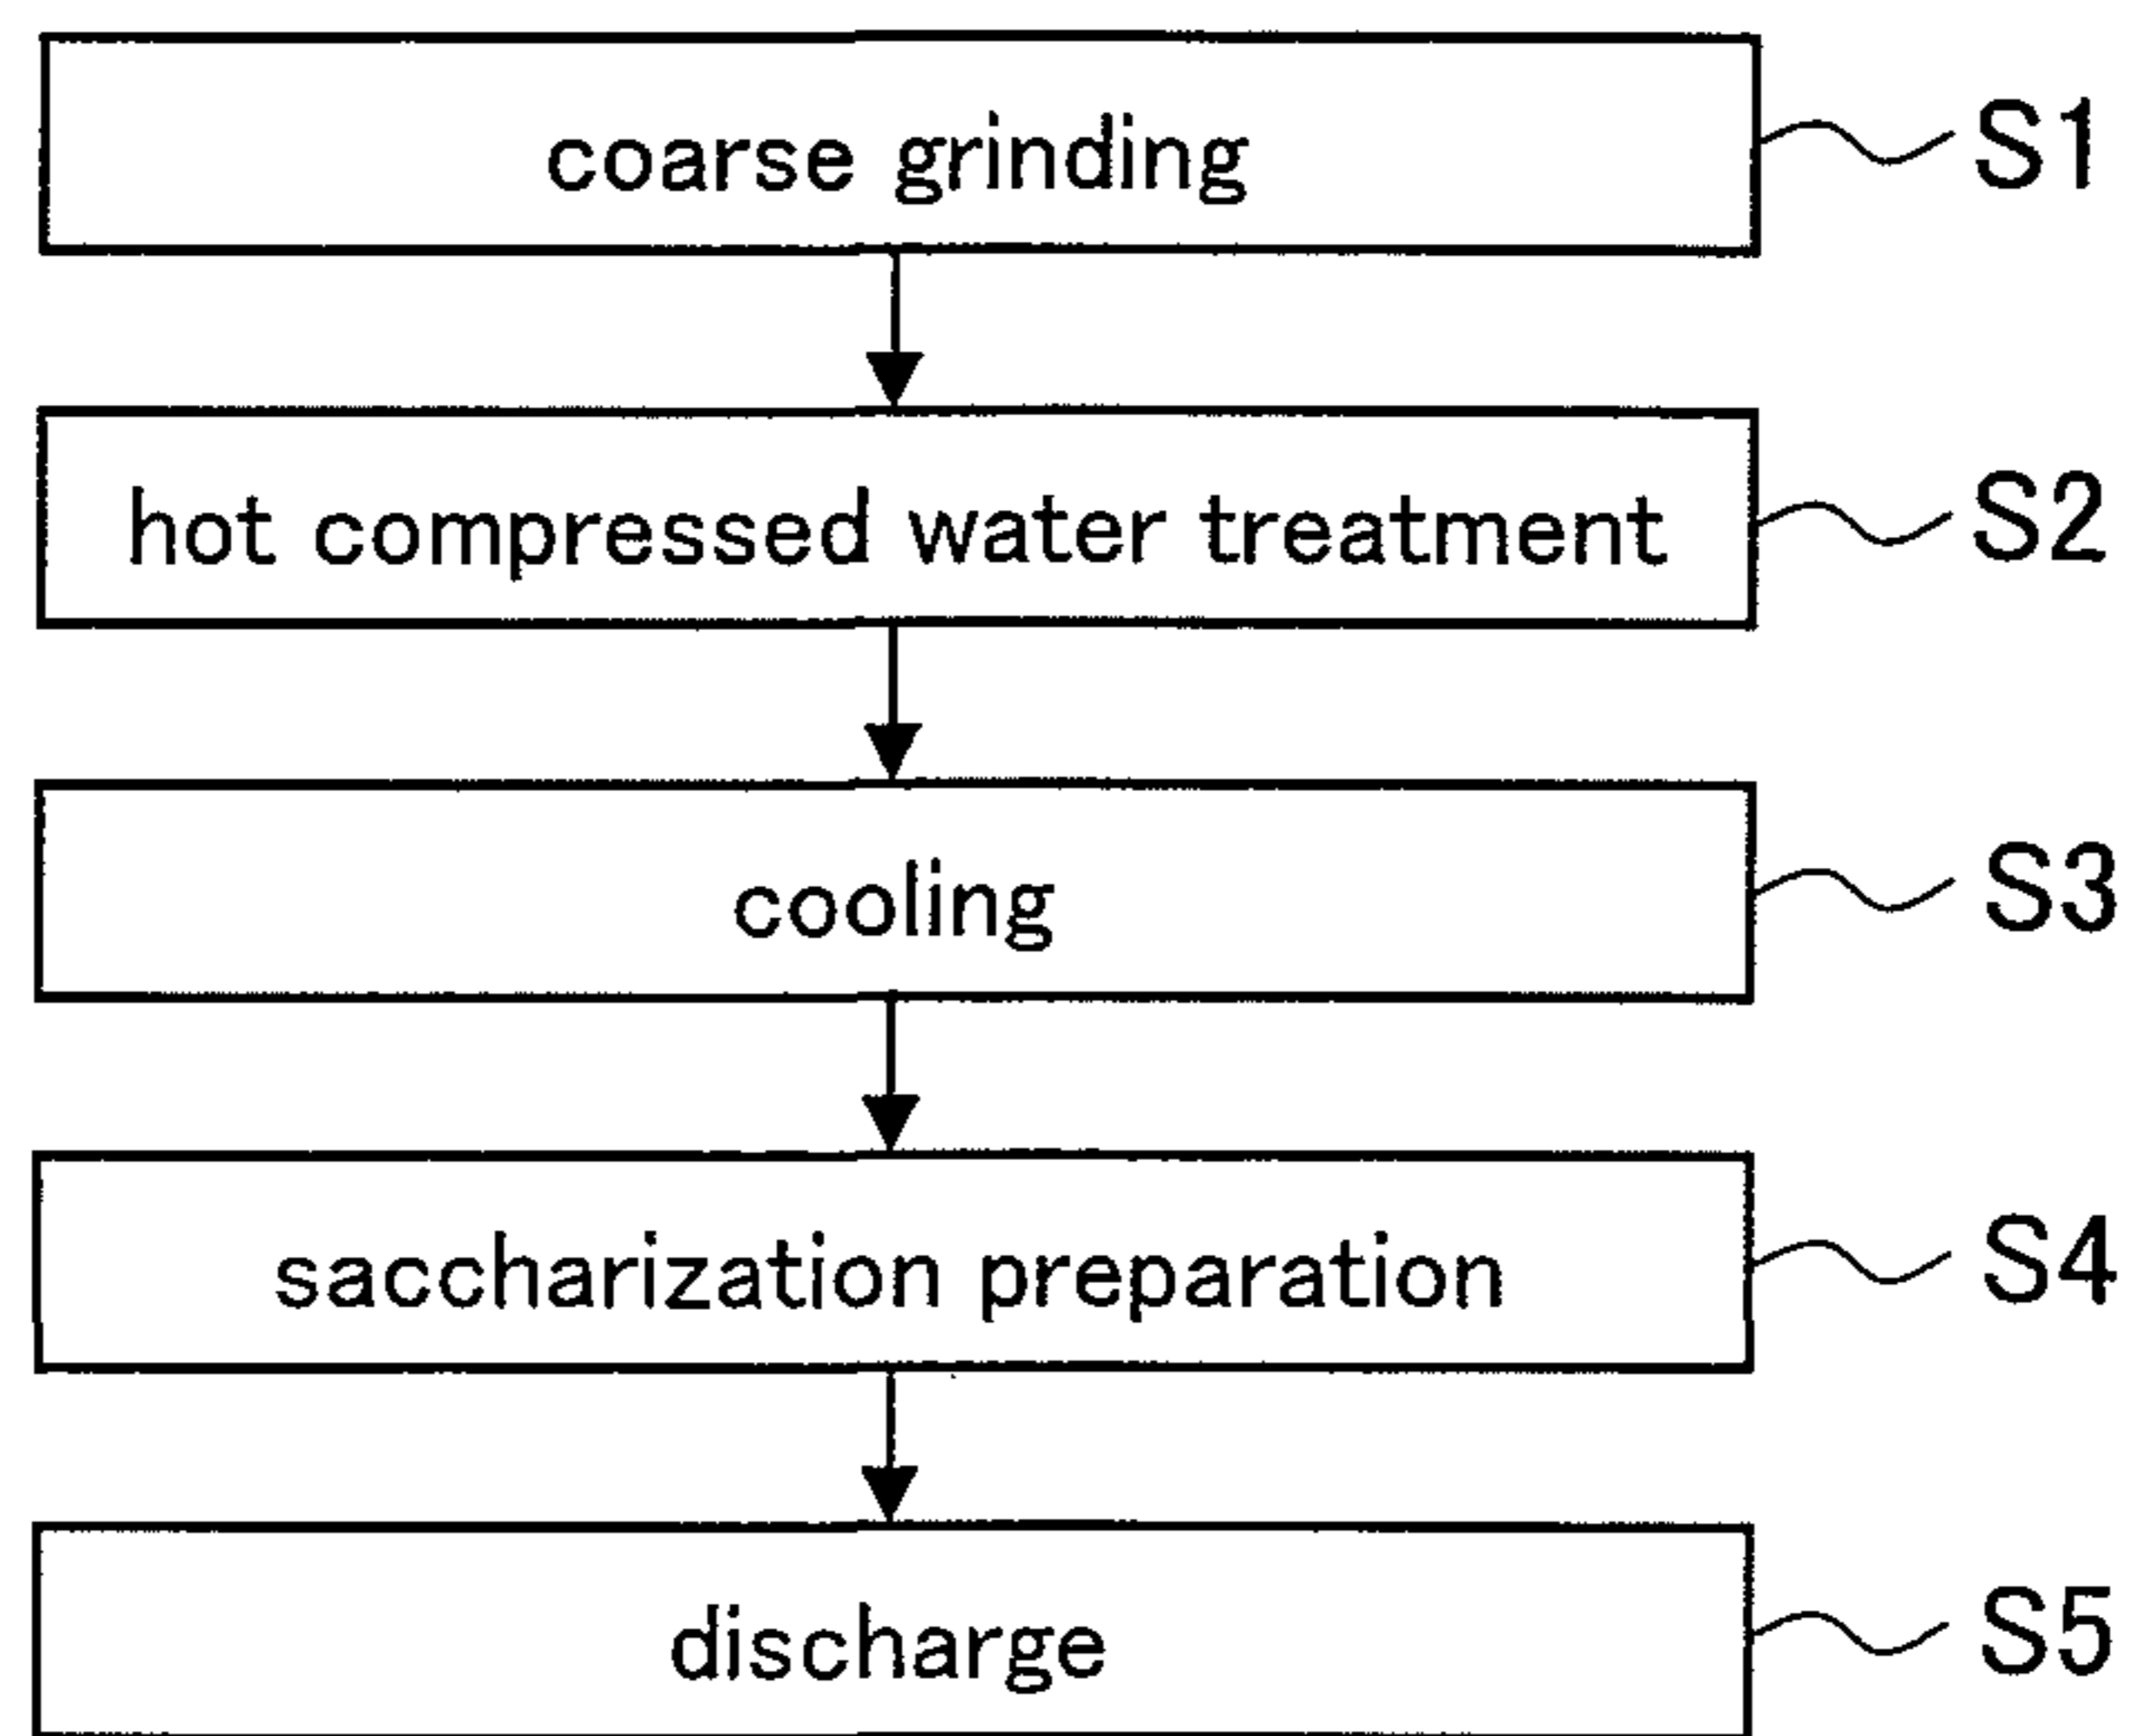 coarse grinding S1
hot compressed water treatment S2
cooling S3
saccharization preparation S4
discharge S5